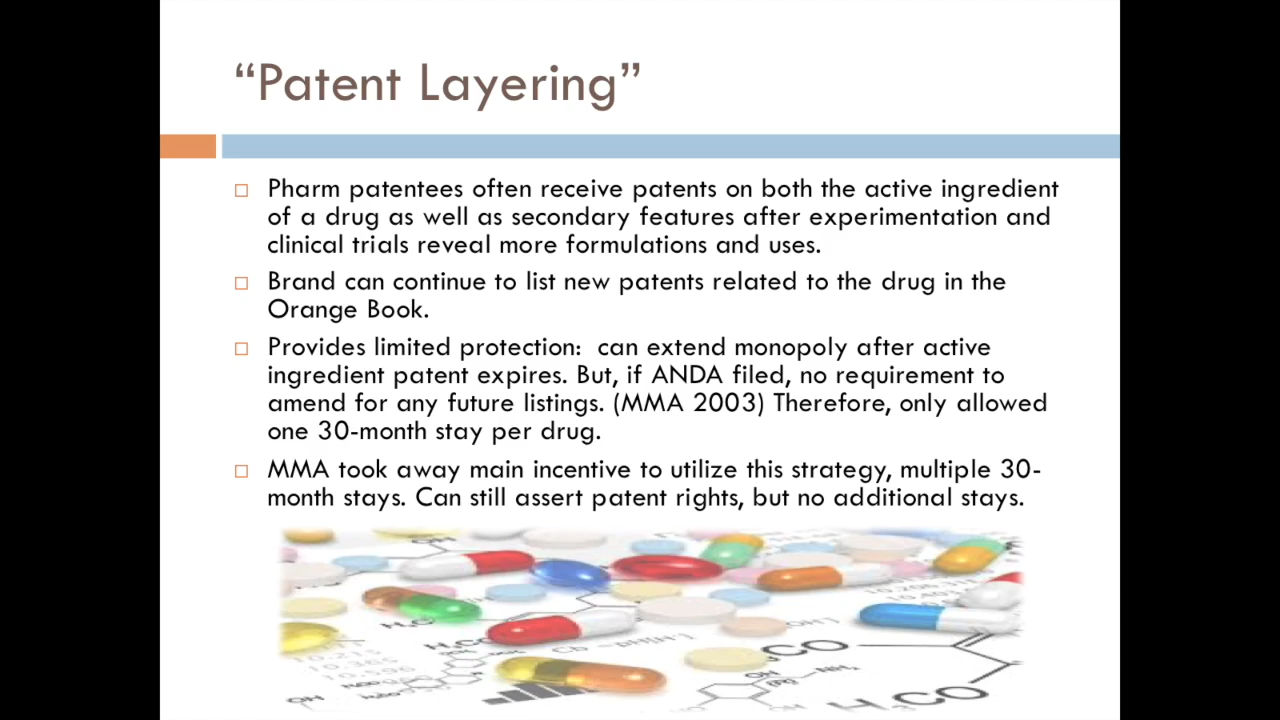 “Patent Layering”
Pharm patentees often receive patents on both the active ingredient
of a drug as well as secondary features after experimentation and
clinical trials reveal more formulations and uses.
Brand can continue to list new patents related to the drug in the
Orange Book.
Provides limited protection:  can extend monopoly after active
ingredient patent expires. But, if ANDA filed, no requirement to
amend for any future listings. (MMA 2003) Therefore, only allowed
one 30-month stay per drug.
MMA took away main incentive to utilize this strategy, multiple 30-
month stays. Can still assert patent rights, but no additional stays.
H₃CO